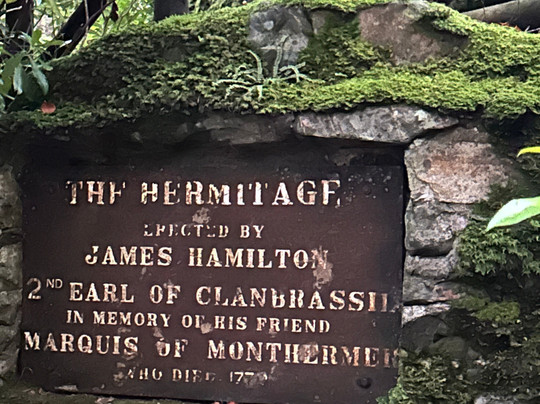 THE HERMITAGE
ERECTED BY
JAMES HAMILTON
2ND EARL OF CLANBRASSIL
IN MEMORY OF HIS FRIEND
MARQUIS OF MONTHERMER
WHO DIED